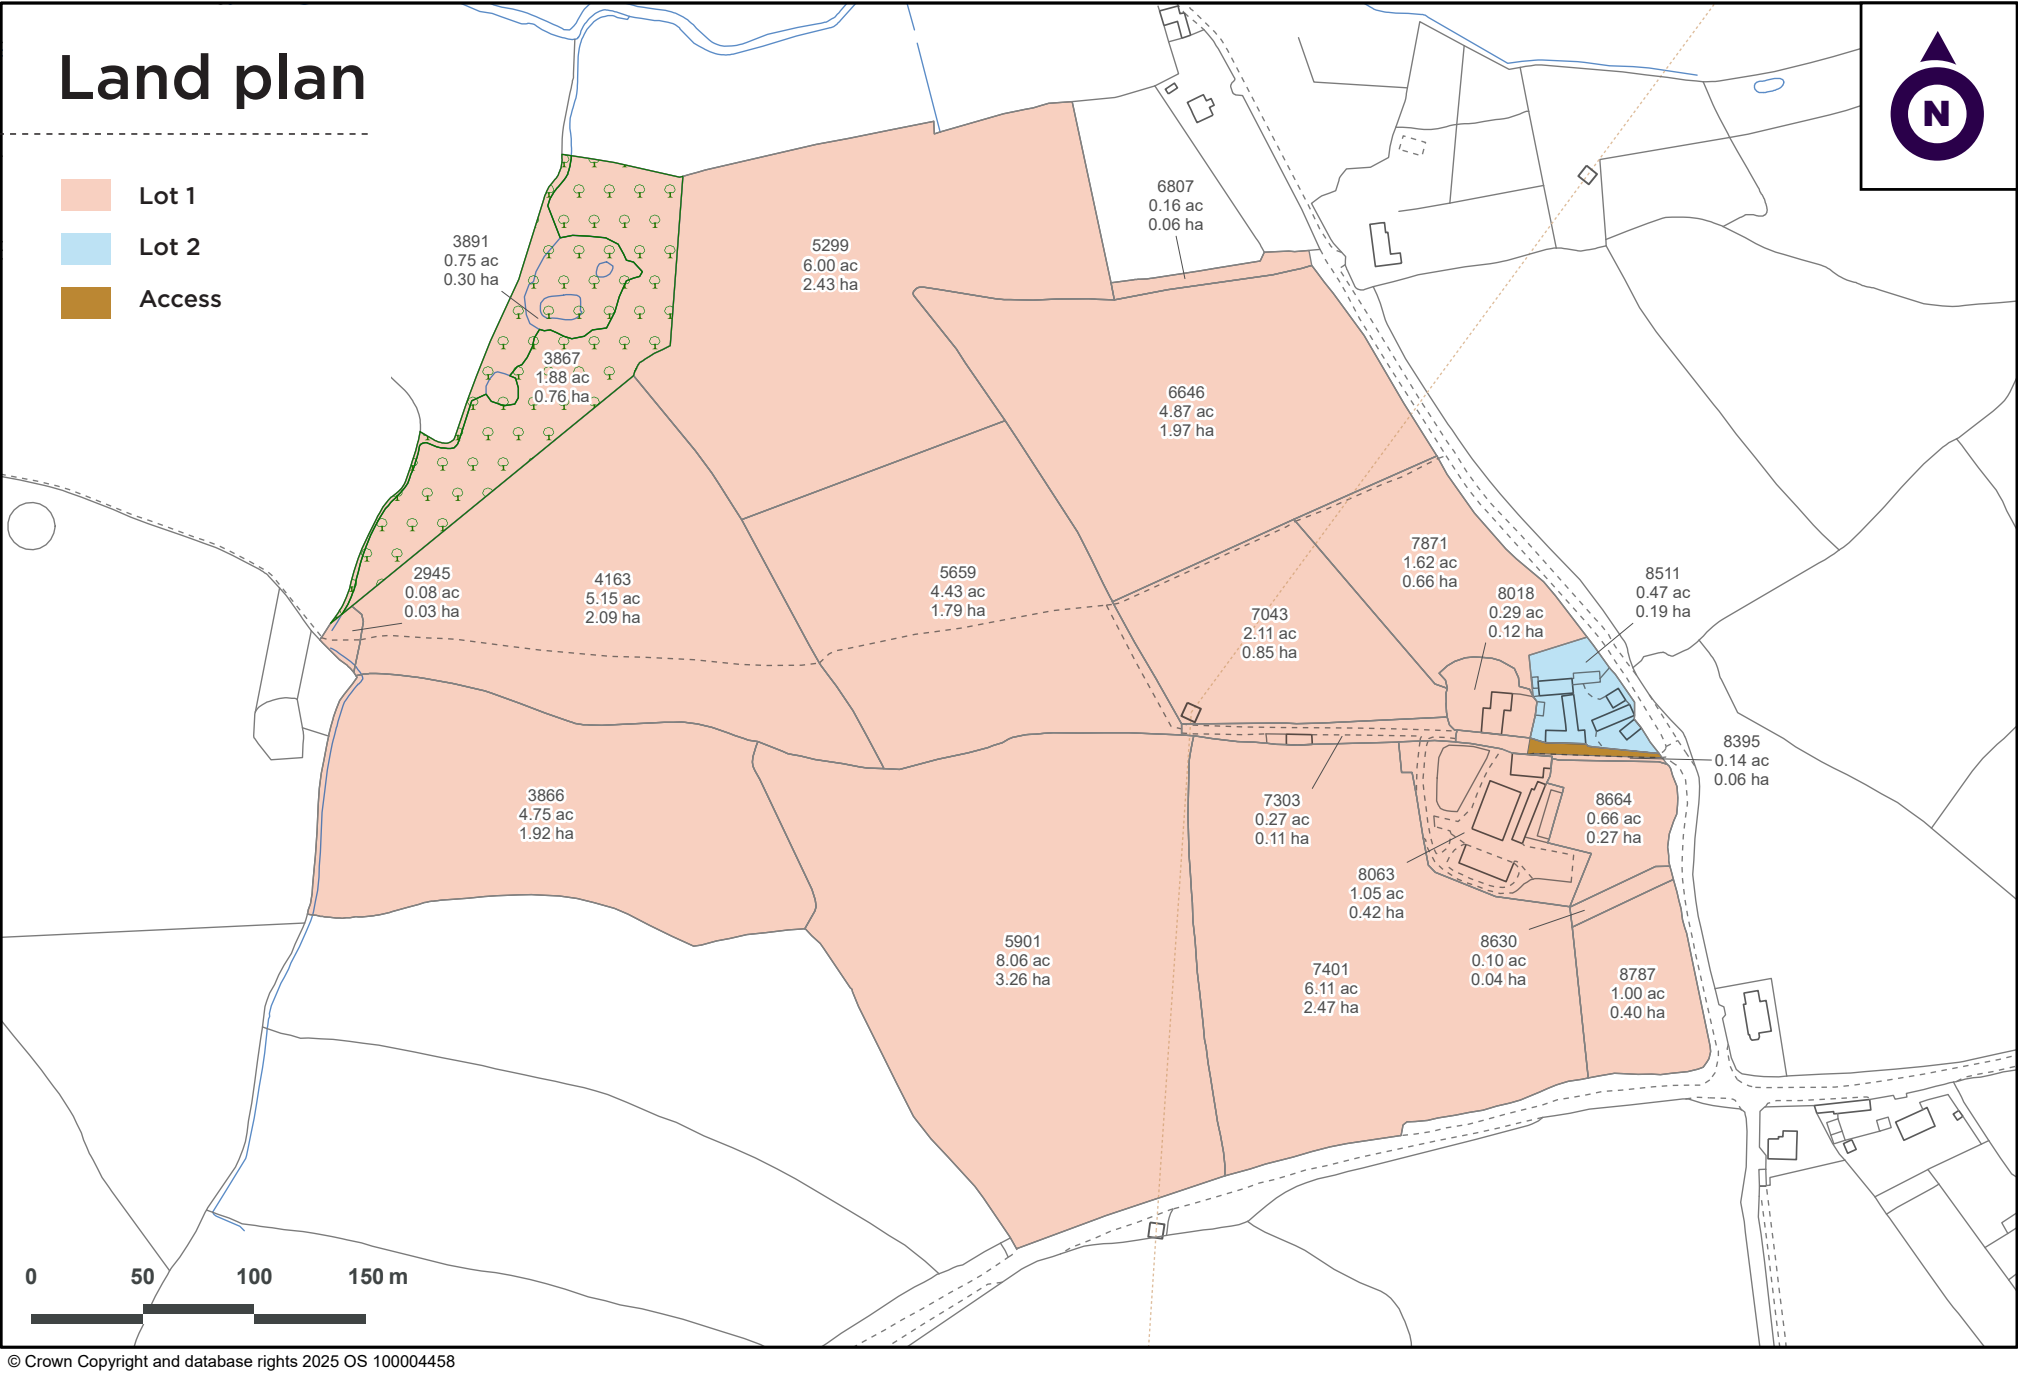 Land plan
N
Lot 1
Lot 2
Access
6807
0.16 ac
0.06 ha
3891
0.75 ac
0.30 ha
5299
6.00 ac
2.43 ha
3867
1.88 ac
0.76 ha
6646
4.87 ac
1.97 ha
7871
1.62 ac
0.66 ha
2945
0.08 ac
0.03 ha
4163
5.15 ac
2.09 ha
5659
4.43 ac
1.79 ha
8018
0.29 ac
0.12 ha
8511
0.47 ac
0.19 ha
7043
2.11 ac
0.85 ha
8395
0.14 ac
0.06 ha
3866
4.75 ac
1.92 ha
7303
0.27 ac
0.11 ha
8664
0.66 ac
0.27 ha
8063
1.05 ac
0.42 ha
5901
8.06 ac
3.26 ha
8630
0.10 ac
0.04 ha
7401
6.11 ac
2.47 ha
8787
1.00 ac
0.40 ha
0 50 100 150 m
© Crown Copyright and database rights 2025 OS 100004458